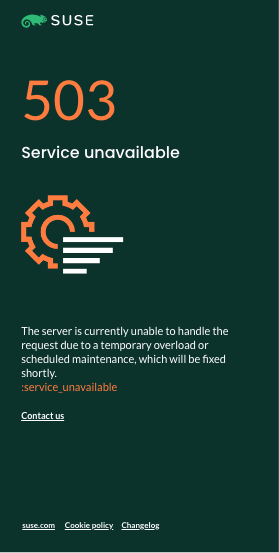 SUSE
503
Service unavailable
The server is currently unable to handle the
request due to a temporary overload or
scheduled maintenance, which will be fixed
shortly.
:service_unavailable
Contact us
suse.com Cookie policy Changelog